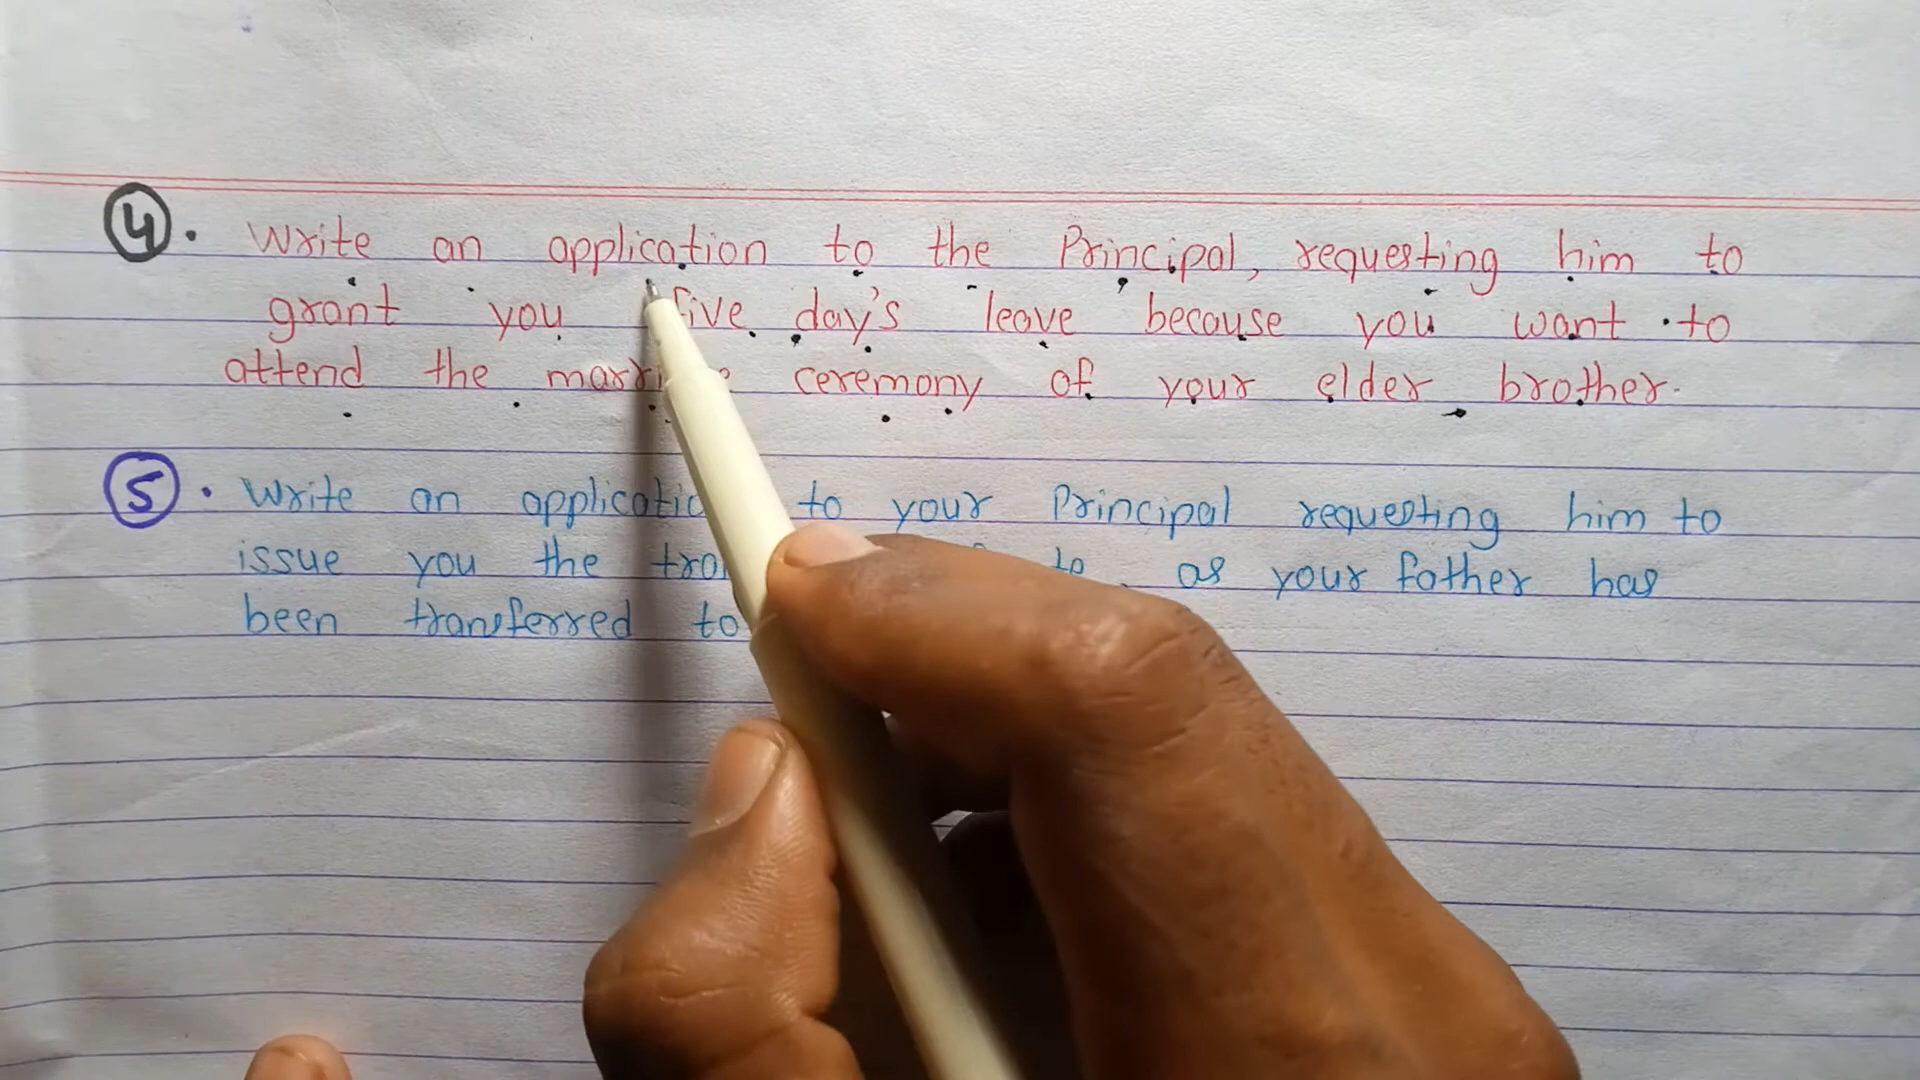 4. Write an application to the Principal, requesting him to
grant you five day's leave because you want to
attend the ceremony of your elder brother.
5. Write an to your Principal requesting him to
issue you the as your father has
been transferred to